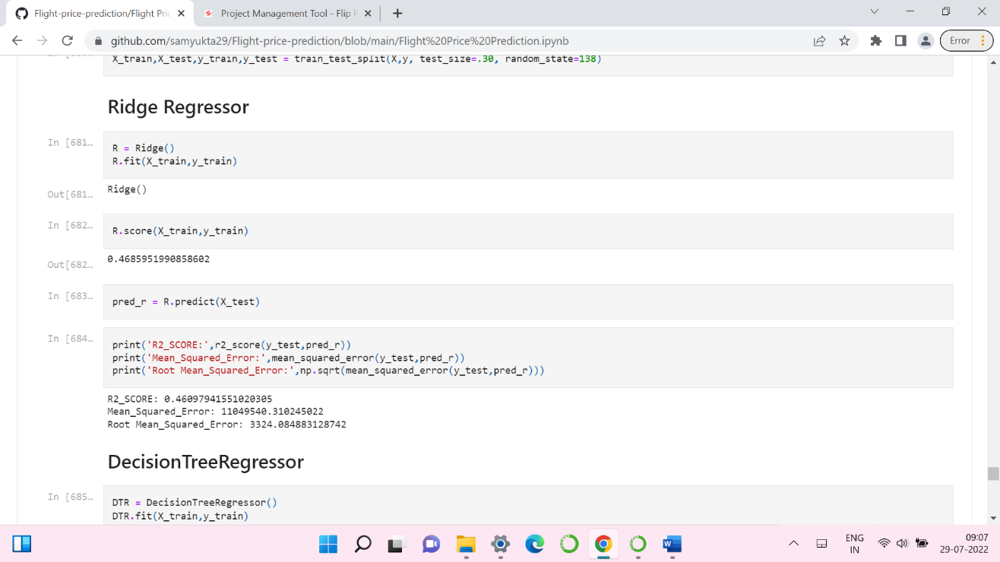 Flight-price-prediction/Flight Pric
Project Management Tool - Flip R
github.com/samyukta29/Flight-price-prediction/blob/main/Flight%20Price%20Prediction.ipynb
Error
X_train,X_test,y_train,y_test = train_test_split(X,y, test_size=.30, random_state=138)
Ridge Regressor
In [681…
R = Ridge()
R.fit(X_train,y_train)
Out[681…
Ridge()
In [682…
R.score(X_train,y_train)
Out[682…
0.4685951990858602
In [683…
pred_r = R.predict(X_test)
In [684…
print('R2_SCORE:',r2_score(y_test,pred_r))
print('Mean_Squared_Error:',mean_squared_error(y_test,pred_r))
print('Root Mean_Squared_Error:',np.sqrt(mean_squared_error(y_test,pred_r)))
R2_SCORE: 0.46097941551020305
Mean_Squared_Error: 11049540.310245022
Root Mean_Squared_Error: 3324.084883128742
DecisionTreeRegressor
In [685…
DTR = DecisionTreeRegressor()
DTR.fit(X_train,y_train)
ENG
IN
09:07
29-07-2022